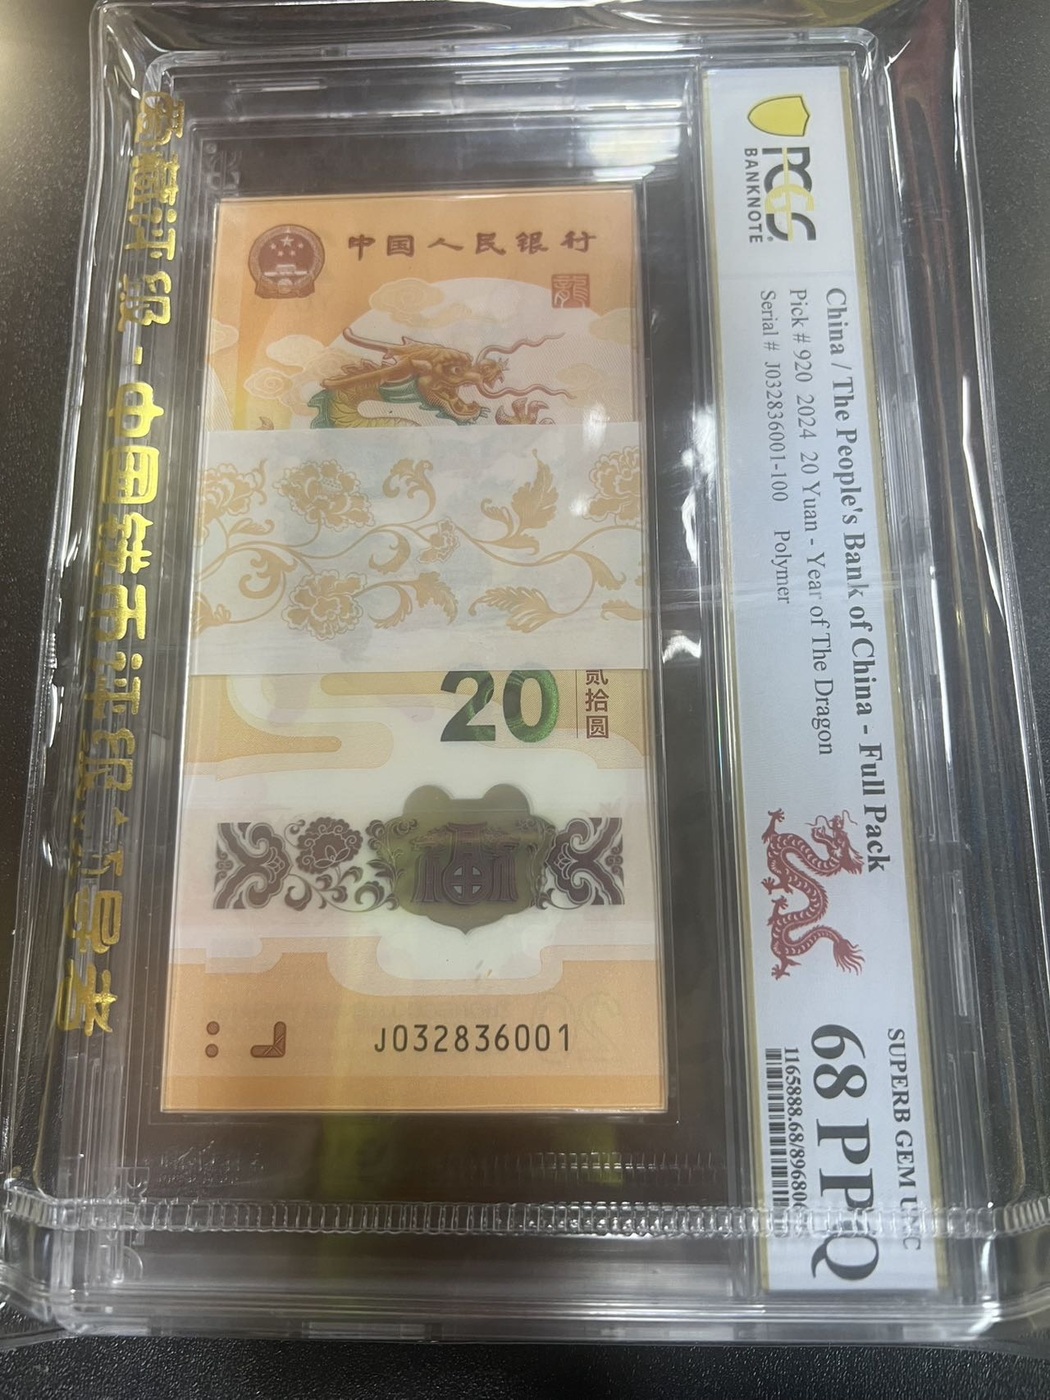 PCGS
BANKNOTE
China / The People's Bank of China - Full Pack
Pick # 920 2024 20 Yuan - Year of The Dragon
Serial # J032836001-100 Polymer
SUPERB GEM UNC
68 PPQ
中国人民银行
龍
20
贰拾圆
福
J032836001